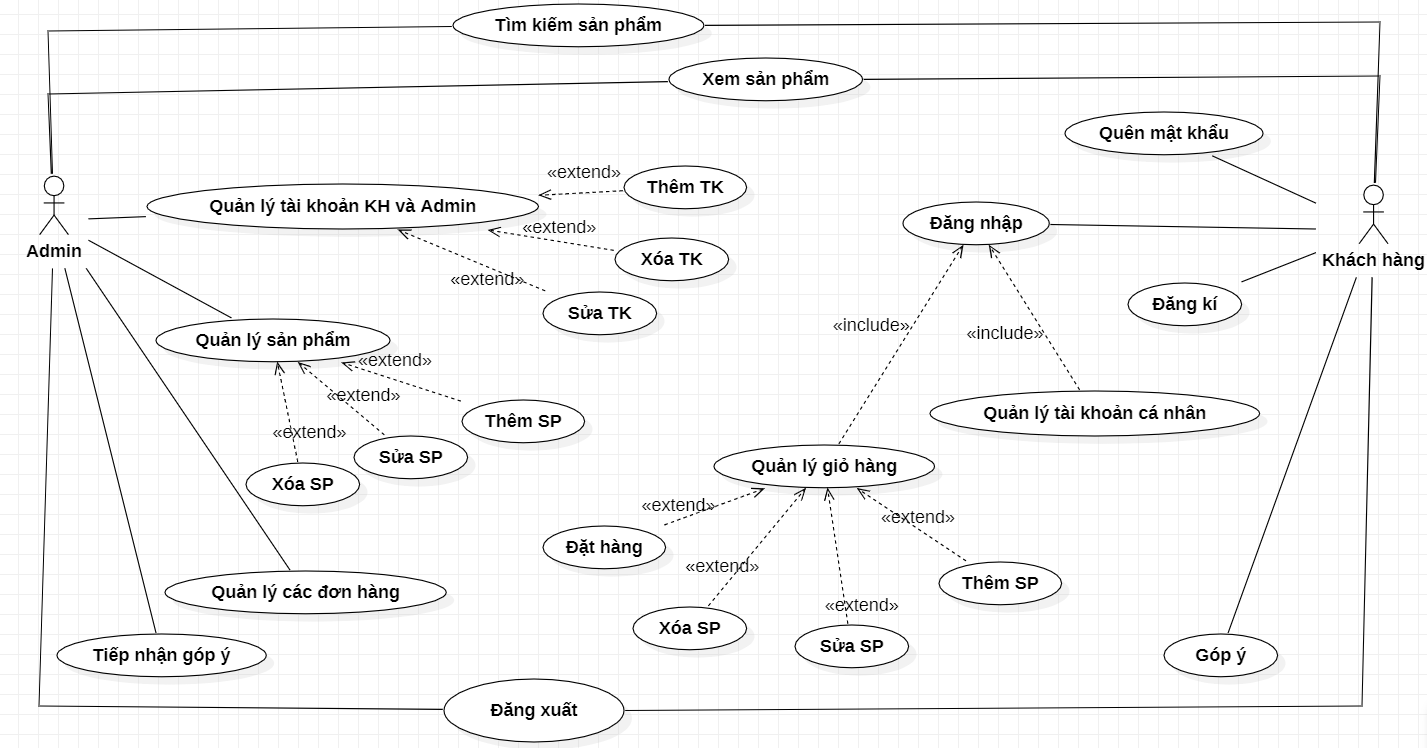 Tìm kiếm sản phẩm
Xem sản phẩm
Quên mật khẩu
«extend»
Thêm TK
Quản lý tài khoản KH và Admin
Đăng nhập
«extend»
Admin
Xóa TK
Khách hàng
«extend»
Sửa TK
Đăng kí
«include»
«include»
Quản lý sản phẩm
«extend»
«extend»
Thêm SP
Quản lý tài khoản cá nhân
«extend»
Sửa SP
Quản lý giỏ hàng
Xóa SP
«extend»
«extend»
Đặt hàng
«extend»
Thêm SP
Quản lý các đơn hàng
«extend»
Xóa SP
Sửa SP
Tiếp nhận góp ý
Góp ý
Đăng xuất